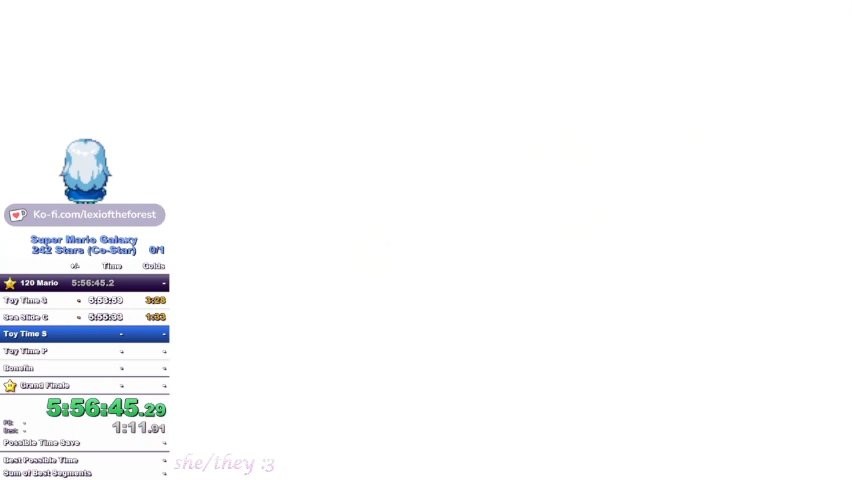 Ko-fi.com/lexioftheforest
Super Mario Galaxy
242 Stars (Co-Star) 0/1
+/- Time Golds
120 Mario 5:56:45.2 -
Toy Time S - 5:53:59 3:28
Sea Slide C - 5:55:33 1:33
Toy Time S - -
Toy Time P - -
Bonefin - -
Grand Finale - -
5:56:45.29
PB: -
Best: -
1:11.91
Possible Time Save -
Best Possible Time -
Sum of Best Segments -
she/they :3